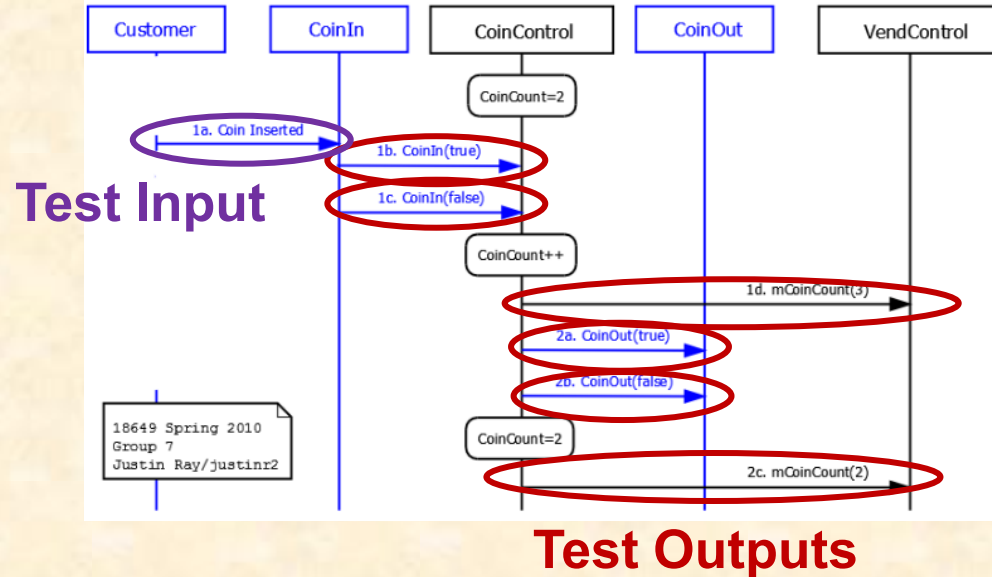 Customer
CoinIn
CoinControl
CoinOut
VendControl
CoinCount=2
1a. Coin Inserted
1b. CoinIn(true)
Test Input
1c. CoinIn(false)
CoinCount++
1d. mCoinCount(3)
2a. CoinOut(true)
2b. CoinOut(false)
18649 Spring 2010
Group 7
Justin Ray/justinr2
CoinCount=2
2c. mCoinCount(2)
Test Outputs